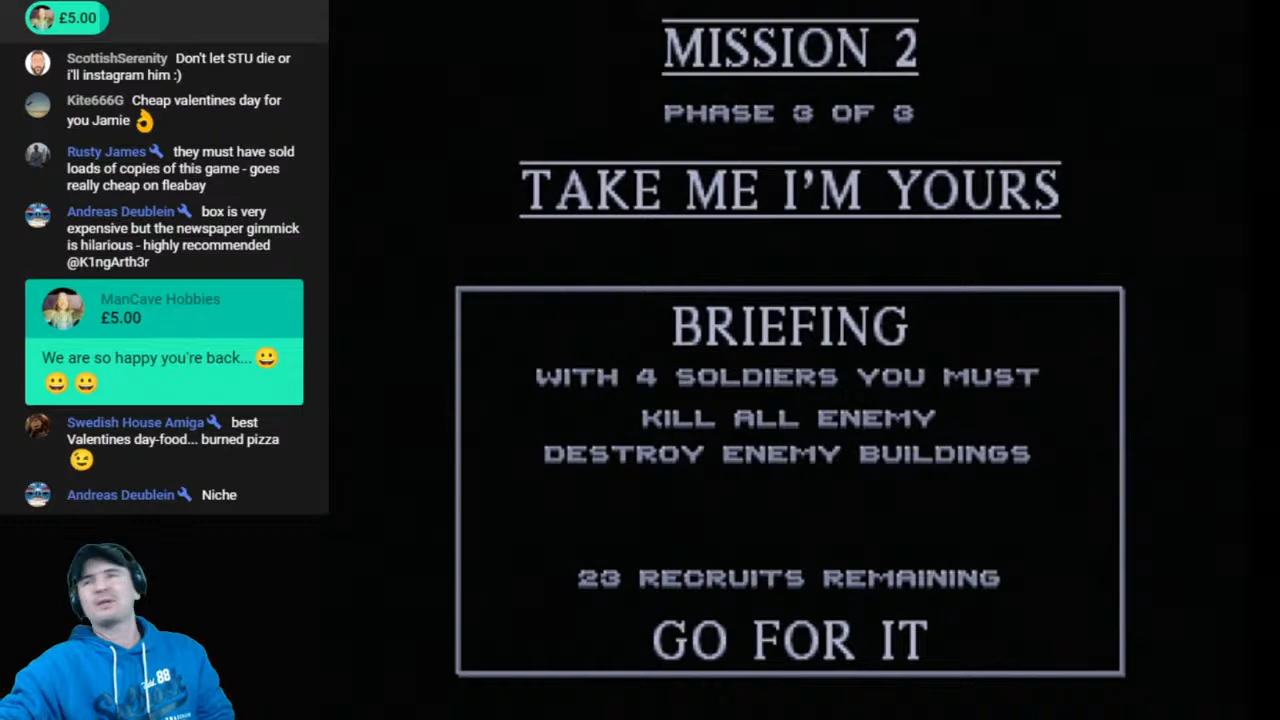 £5.00
ScottishSerenity Don't let STU die or
i'll instagram him :)
Kite666G Cheap valentines day for
you Jamie 👌
Rusty James they must have sold
loads of copies of this game - goes
really cheap on fleabay
Andreas Deublein box is very
expensive but the newspaper gimmick
is hilarious - highly recommended
@K1ngArth3r
ManCave Hobbies
£5.00
We are so happy you're back... 😀
😀 😀
Swedish House Amiga best
Valentines day-food... burned pizza
😉
Andreas Deublein Niche
MISSION 2
PHASE 3 OF 3
TAKE ME I'M YOURS
BRIEFING
WITH 4 SOLDIERS YOU MUST
KILL ALL ENEMY
DESTROY ENEMY BUILDINGS
23 RECRUITS REMAINING
GO FOR IT
88